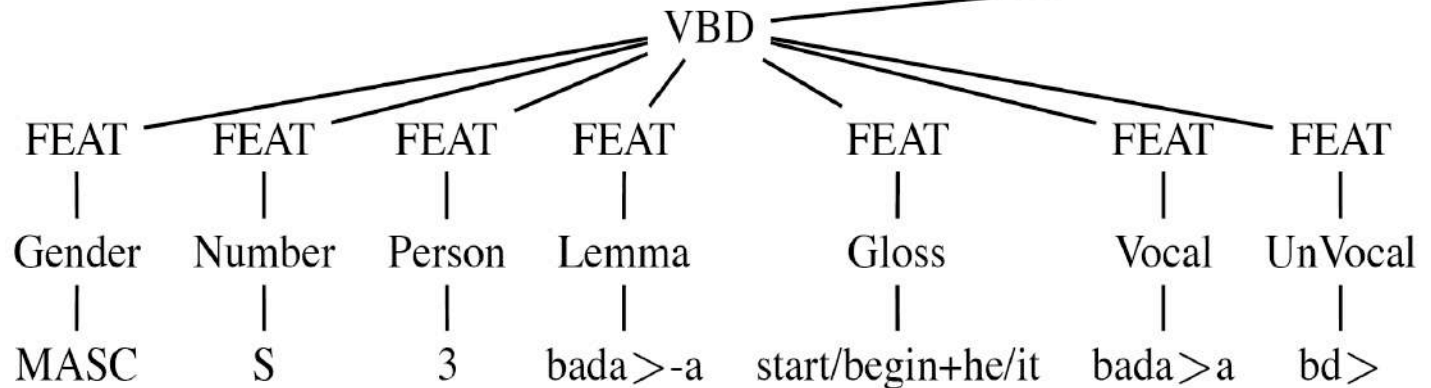 VBD
FEAT FEAT FEAT FEAT FEAT FEAT FEAT
Gender Number Person Lemma Gloss Vocal UnVocal
MASC S 3 bada>-a start/begin+he/it bada>a bd>